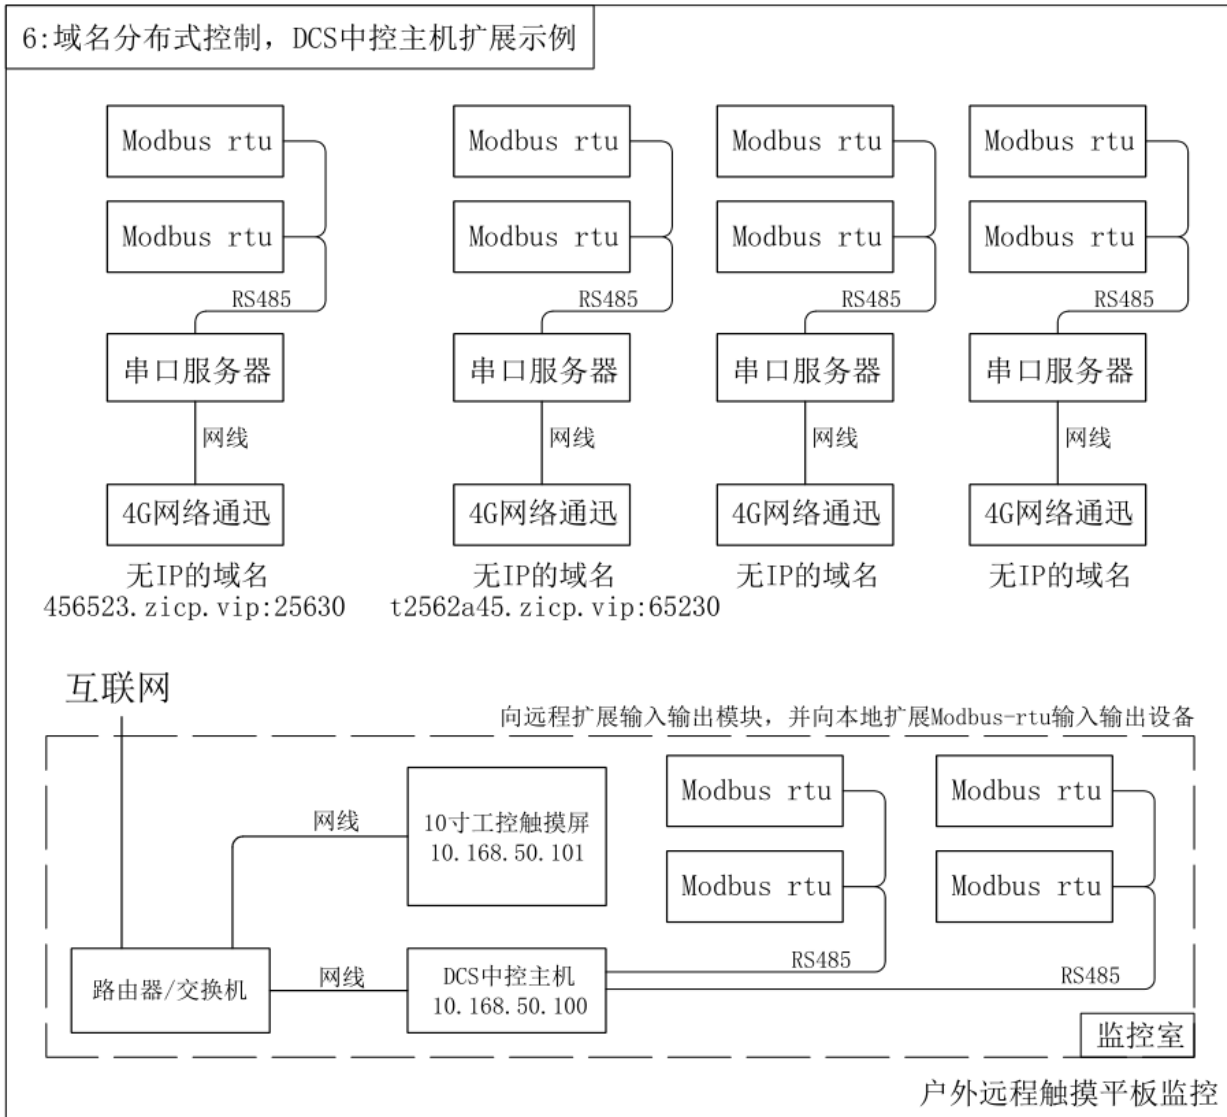 6:域名分布式控制，DCS中控主机扩展示例
Modbus rtu
Modbus rtu
Modbus rtu
Modbus rtu
Modbus rtu
Modbus rtu
Modbus rtu
Modbus rtu
RS485
RS485
RS485
RS485
串口服务器
串口服务器
串口服务器
串口服务器
网线
网线
网线
网线
4G网络通迅
4G网络通迅
4G网络通迅
4G网络通迅
无IP的域名
无IP的域名
无IP的域名
无IP的域名
456523.zicp.vip:25630
t2562a45.zicp.vip:65230
互联网
向远程扩展输入输出模块，并向本地扩展Modbus-rtu输入输出设备
网线
10寸工控触摸屏
10.168.50.101
Modbus rtu
Modbus rtu
Modbus rtu
Modbus rtu
RS485
RS485
路由器/交换机
网线
DCS中控主机
10.168.50.100
监控室
户外远程触摸平板监控